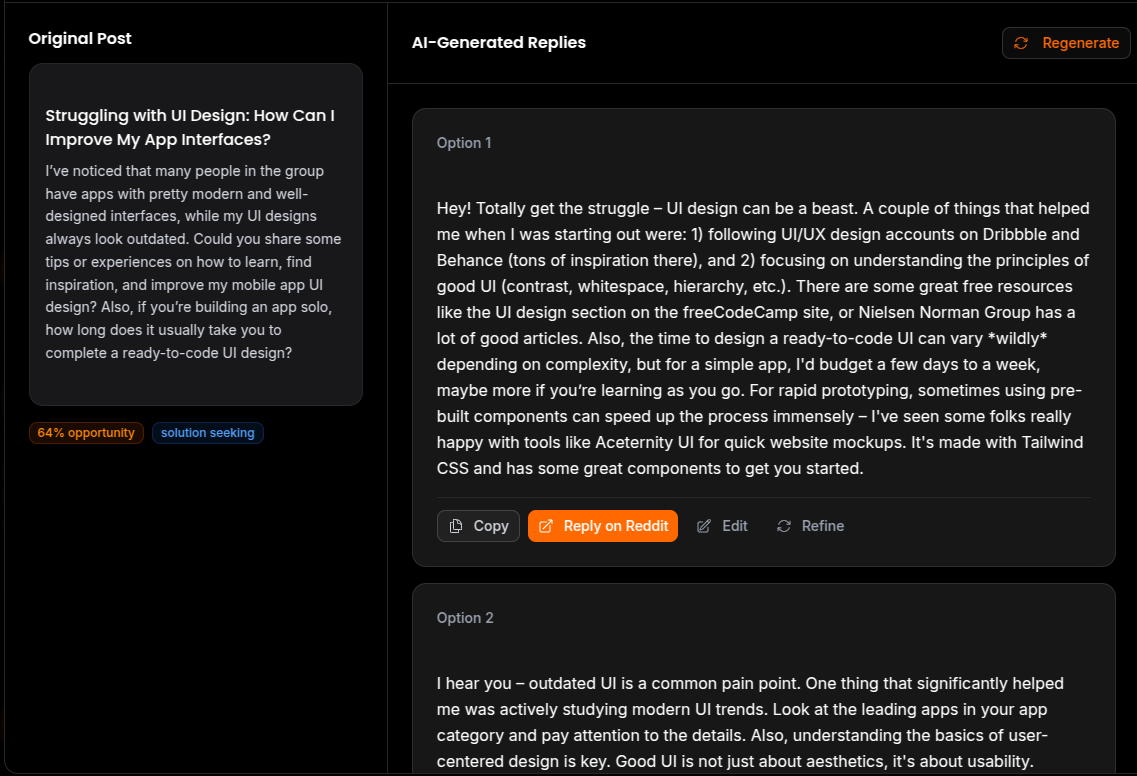 Original Post
Struggling with UI Design: How Can I
Improve My App Interfaces?
I’ve noticed that many people in the group
have apps with pretty modern and well-
designed interfaces, while my UI designs
always look outdated. Could you share some
tips or experiences on how to learn, find
inspiration, and improve my mobile app UI
design? Also, if you’re building an app solo,
how long does it usually take you to
complete a ready-to-code UI design?
64% opportunity
solution seeking
AI-Generated Replies
Regenerate
Option 1
Hey! Totally get the struggle – UI design can be a beast. A couple of things that helped
me when I was starting out were: 1) following UI/UX design accounts on Dribbble and
Behance (tons of inspiration there), and 2) focusing on understanding the principles of
good UI (contrast, whitespace, hierarchy, etc.). There are some great free resources
like the UI design section on the freeCodeCamp site, or Nielsen Norman Group has a
lot of good articles. Also, the time to design a ready-to-code UI can vary *wildly*
depending on complexity, but for a simple app, I'd budget a few days to a week,
maybe more if you’re learning as you go. For rapid prototyping, sometimes using pre-
built components can speed up the process immensely – I've seen some folks really
happy with tools like Aceternity UI for quick website mockups. It's made with Tailwind
CSS and has some great components to get you started.
Copy
Reply on Reddit
Edit
Refine
Option 2
I hear you – outdated UI is a common pain point. One thing that significantly helped
me was actively studying modern UI trends. Look at the leading apps in your app
category and pay attention to the details. Also, understanding the basics of user-
centered design is key. Good UI is not just about aesthetics, it's about usability.